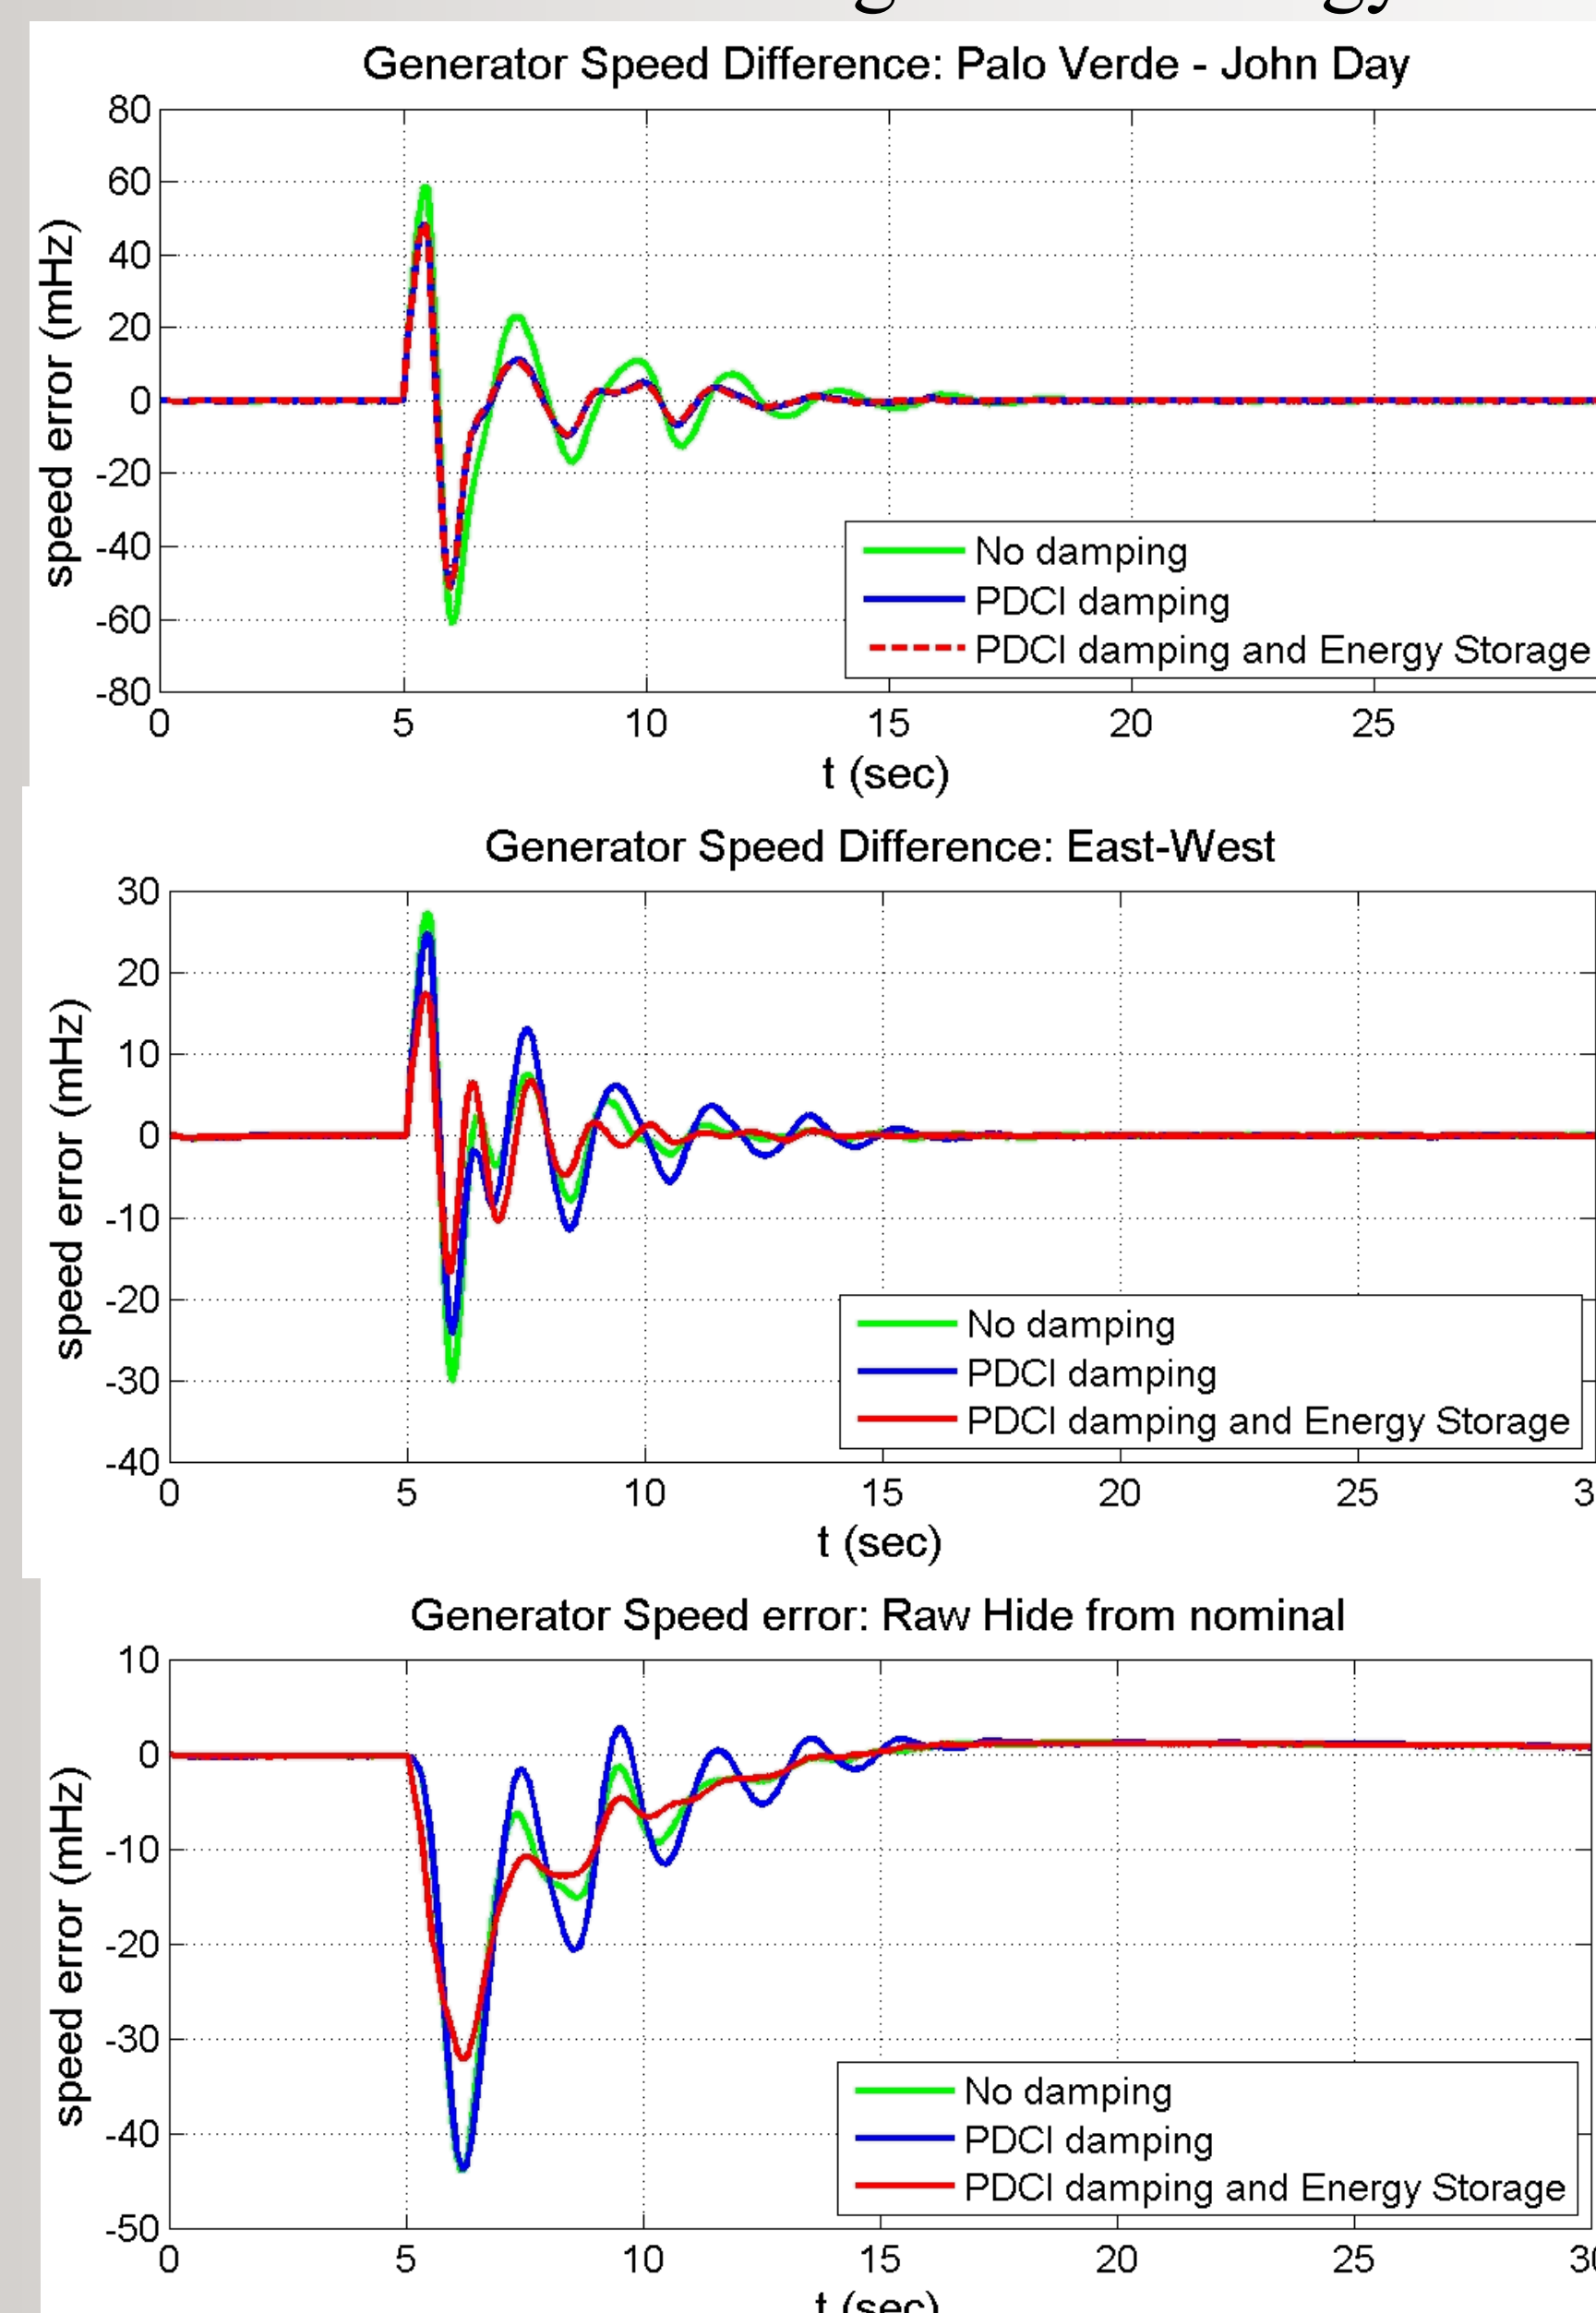 Generator Speed Difference: Palo Verde - John Day
80
60
40
20
0
-20
-40
-60
-80
speed error (mHz)
No damping
PDCI damping
PDCI damping and Energy Storage
0 5 10 15 20 25
t (sec)
Generator Speed Difference: East-West
30
20
10
0
-10
-20
-30
-40
speed error (mHz)
No damping
PDCI damping
PDCI damping and Energy Storage
0 5 10 15 20 25
t (sec)
Generator Speed error: Raw Hide from nominal
10
0
-10
-20
-30
-40
-50
speed error (mHz)
No damping
PDCI damping
PDCI damping and Energy Storage
0 5 10 15 20 25 30
t (sec)